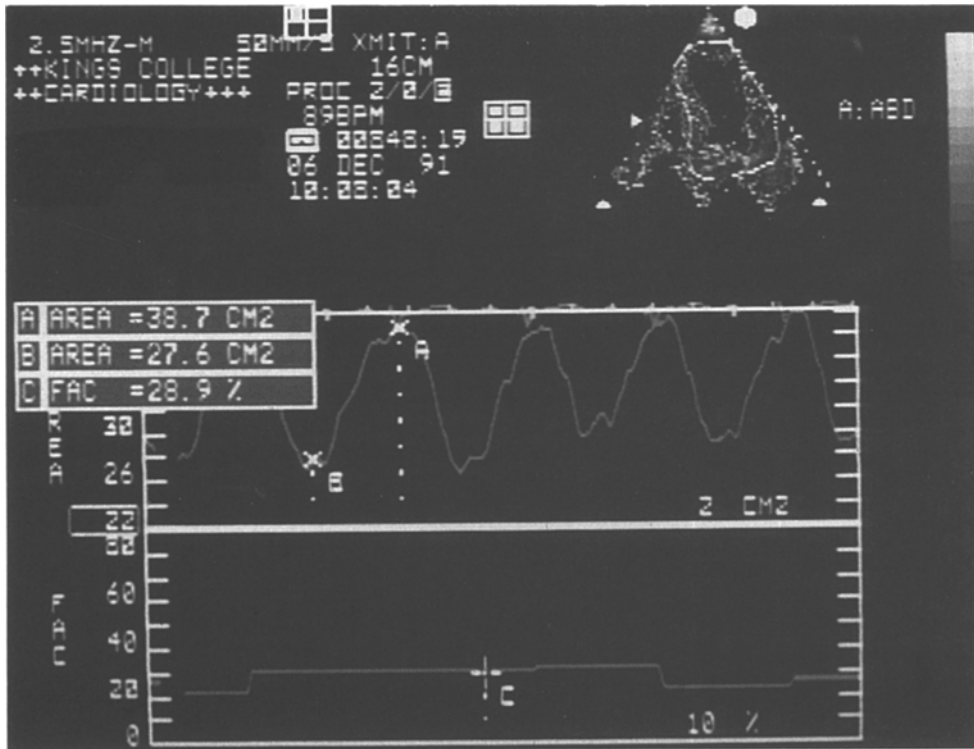 2.5MHZ-M 50MM/S XMIT:A
++KINGS COLLEGE 16CM
++CARDIOLOGY+++ PROC 2/0/E
89BPM
00848:19
06 DEC 91
10:08:04
A:ABD
A AREA =38.7 CM2
B AREA =27.6 CM2
C FAC =28.9 %
AREA
30
26
22
A
B
2 CM2
FAC
80
60
40
20
0
C
10 %